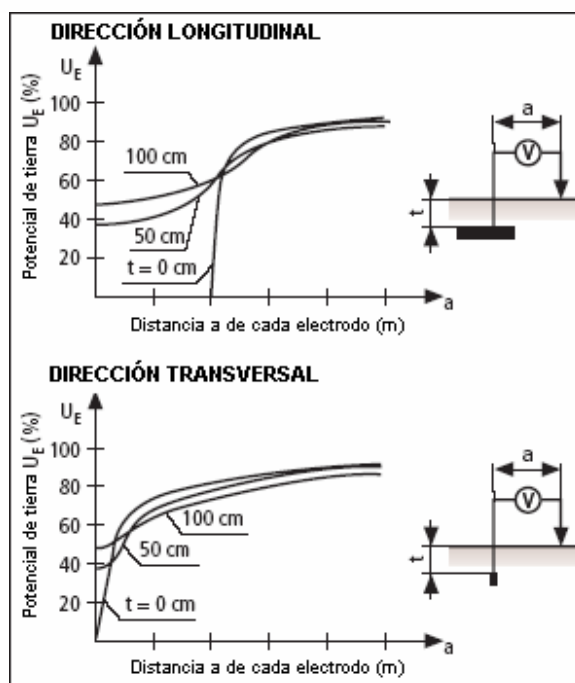 DIRECCIÓN LONGITUDINAL
U_E
Potencial de tierra U_E (%)
100
80
60
40
20
100 cm
50 cm
t = 0 cm
a
Distancia a de cada electrodo (m)
a
V
t
DIRECCIÓN TRANSVERSAL
U_E
Potencial de tierra U_E (%)
100
80
60
40
20
100 cm
50 cm
t = 0 cm
a
Distancia a de cada electrodo (m)
a
V
t